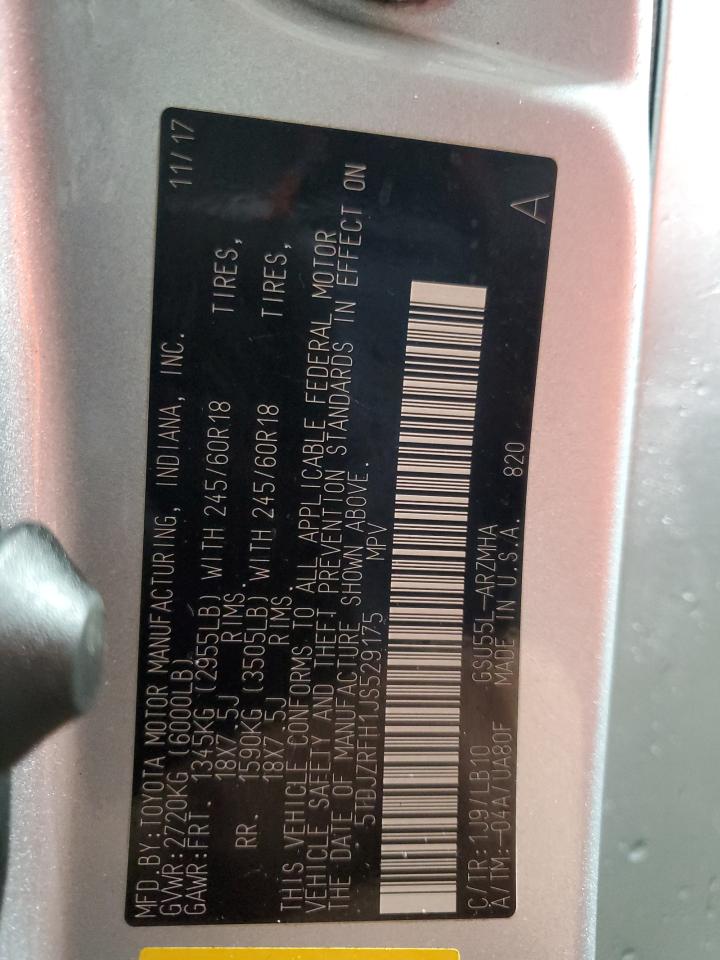 MFD.BY:TOYOTA MOTOR MANUFACTURING, INDIANA, INC. 11/17
GVWR:2720KG (6000LB)
GAWR:FRT. 1345KG (2955LB) WITH 245/60R18 TIRES,
18X7.5J RIMS.
RR. 1590KG (3505LB) WITH 245/60R18 TIRES,
18X7.5J RIMS.
THIS VEHICLE CONFORMS TO ALL APPLICABLE FEDERAL MOTOR
VEHICLE SAFETY AND THEFT PREVENTION STANDARDS IN EFFECT ON
THE DATE OF MANUFACTURE SHOWN ABOVE.
5TDJZRFH1JS529175 MPV
C/TR:1J9/LB10 GSU55L-ARZMHA
A/TM:-04A/UA80F MADE IN U.S.A. 820
A